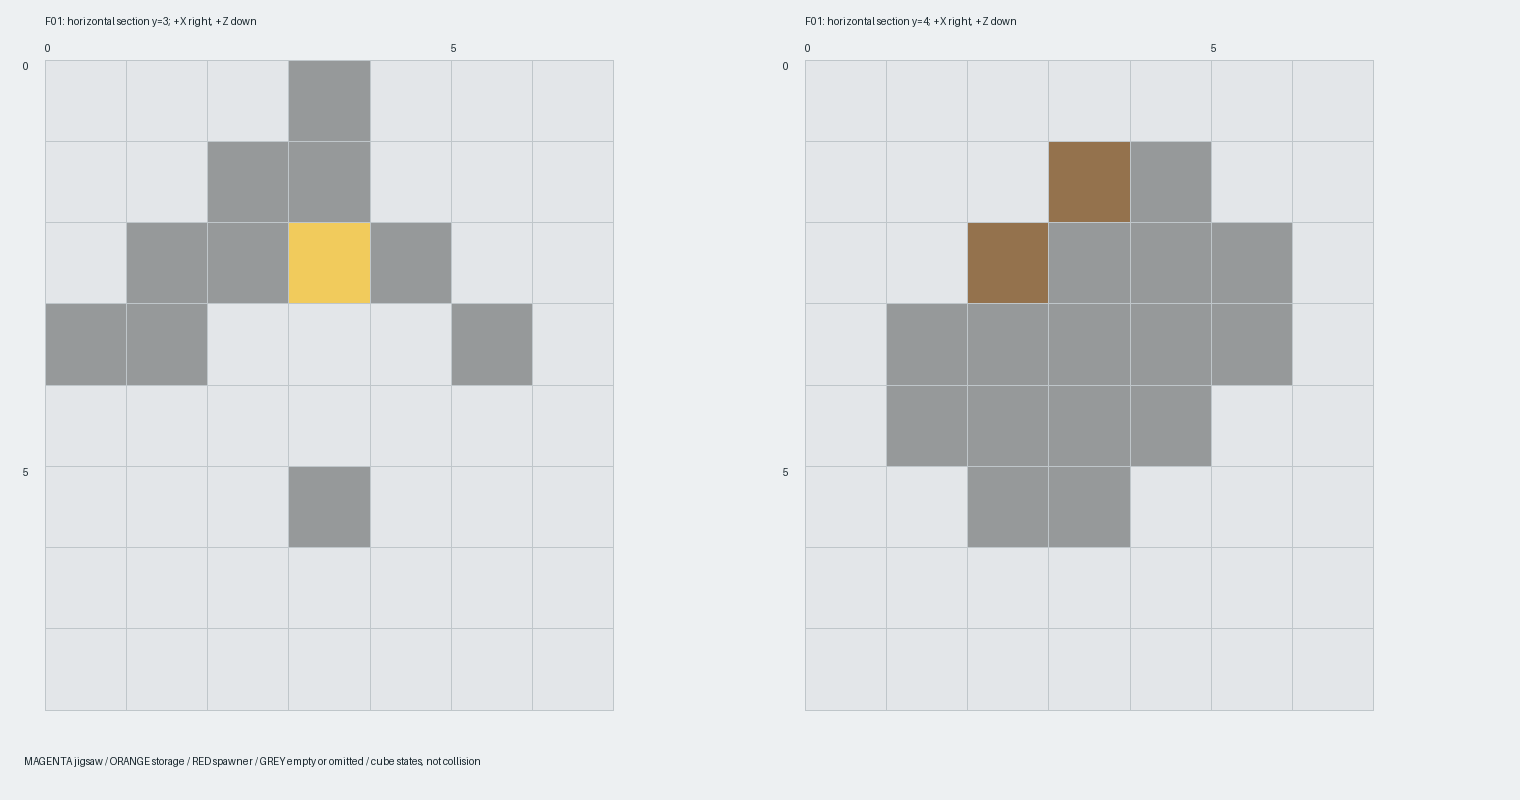 F01: horizontal section y=3; +X right, +Z down
0 5
0
5
F01: horizontal section y=4; +X right, +Z down
0 5
0
5
MAGENTA jigsaw / ORANGE storage / RED spawner / GREY empty or omitted / cube states, not collision